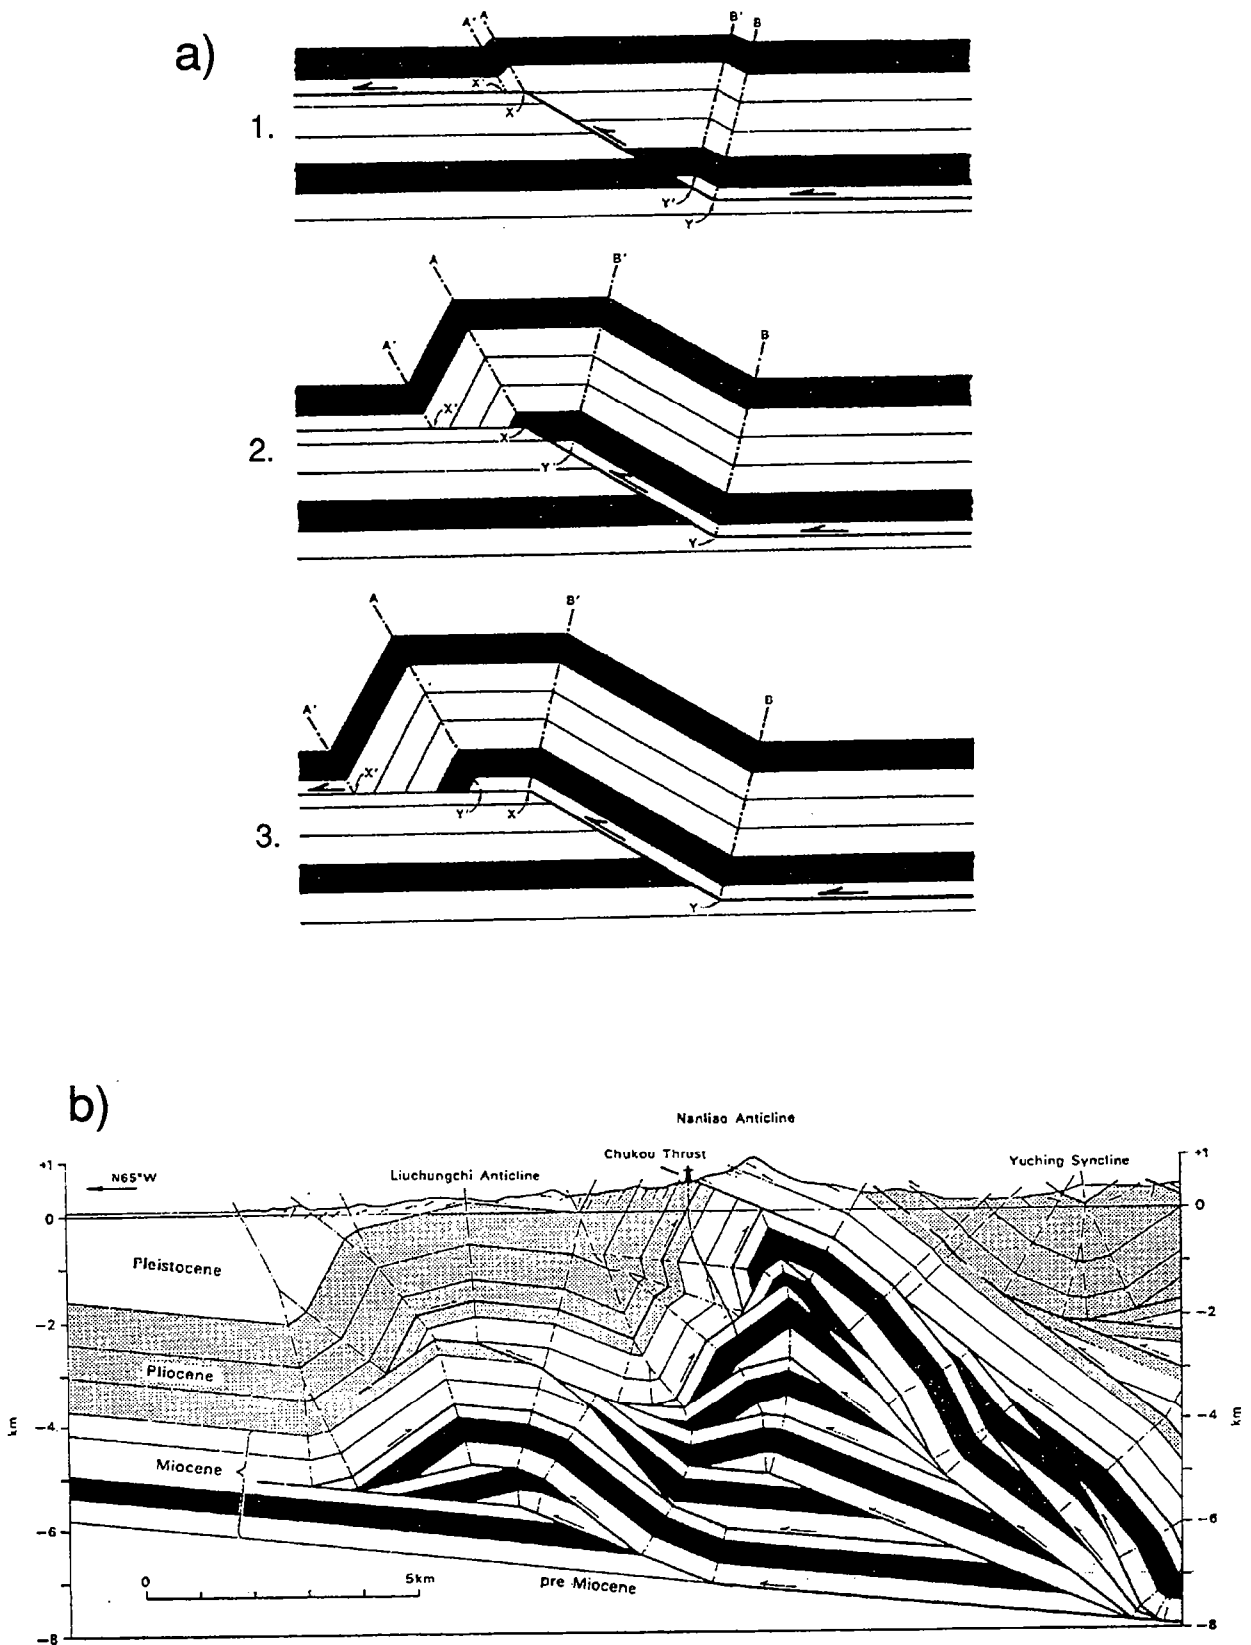 a)
A' A B' B
1.
X'
X
Y'
Y
A B'
A' B
2.
X'
X
Y'
Y
A B'
A' B
3.
X'
Y' X
Y
b)
Nanliao Anticline
Chukou Thrust
Liuchungchi Anticline
Yuching Syncline
+1 N65°W +1
0 0
Pleistocene
-2 -2
Pliocene
km -4 -4 km
Miocene
-6 -6
0 5km pre Miocene
-8 -8